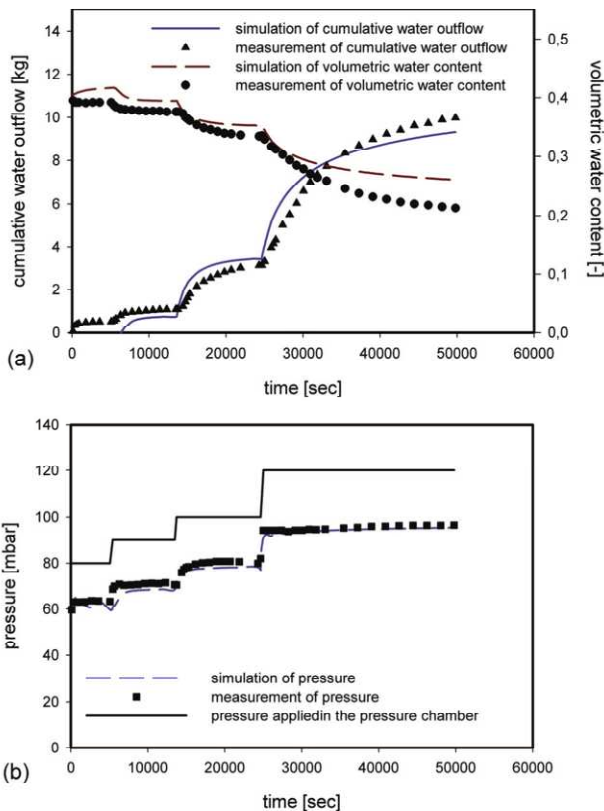 simulation of cumulative water outflow
measurement of cumulative water outflow
simulation of volumetric water content
measurement of volumetric water content
cumulative water outflow [kg]
14
12
10
8
6
4
2
0
0,5
0,4
0,3
0,2
0,1
0,0
volumetric water content [-]
0 10000 20000 30000 40000 50000 60000
(a)
time [sec]
pressure [mbar]
140
120
100
80
60
40
20
0
simulation of pressure
measurement of pressure
pressure appliedin the pressure chamber
0 10000 20000 30000 40000 50000 60000
(b)
time [sec]